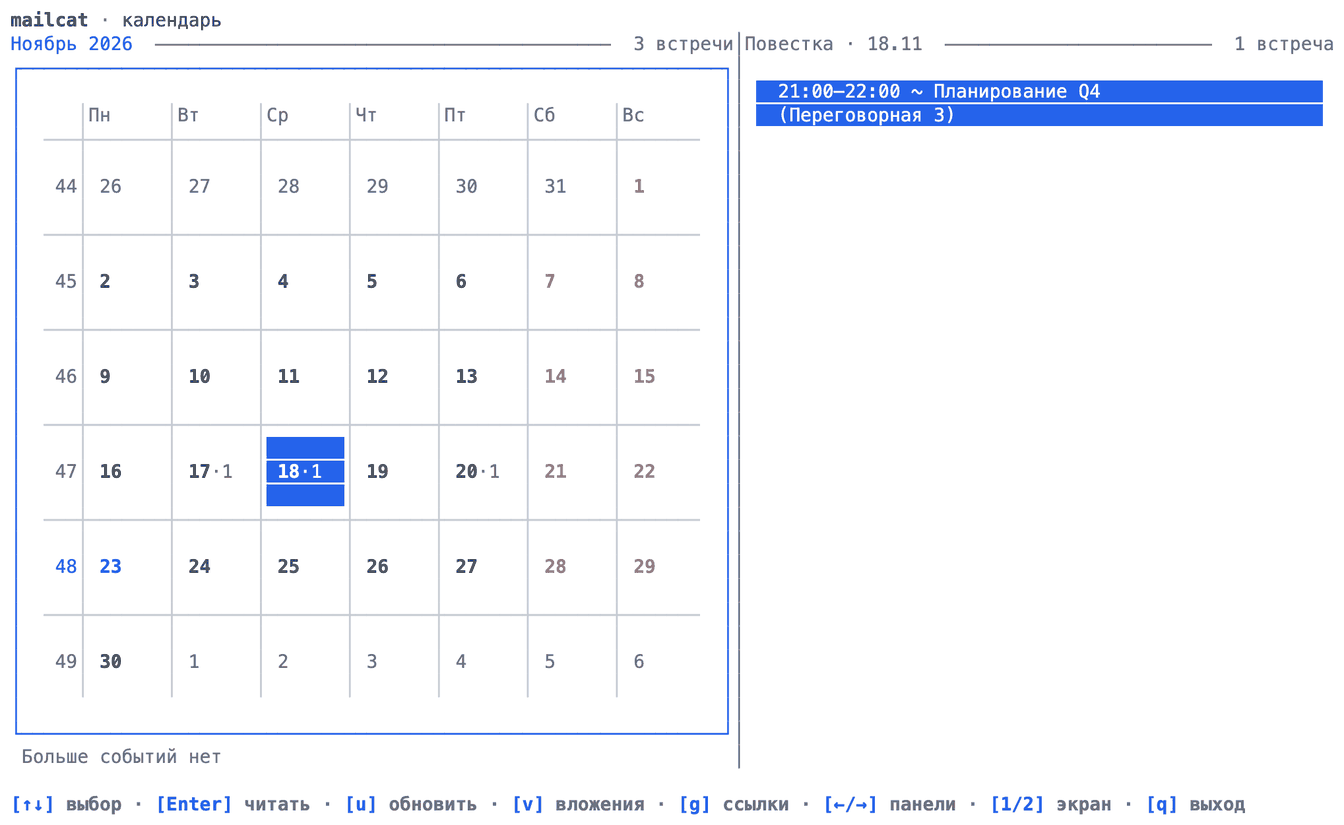 mailcat · календарь
Ноябрь 2026 3 встречи
Повестка · 18.11 1 встреча
21:00–22:00 ~ Планирование Q4
(Переговорная 3)
Пн Вт Ср Чт Пт Сб Вс
44 26 27 28 29 30 31 1
45 2 3 4 5 6 7 8
46 9 10 11 12 13 14 15
47 16 17·1 18·1 19 20·1 21 22
48 23 24 25 26 27 28 29
49 30 1 2 3 4 5 6
Больше событий нет
[↑↓] выбор · [Enter] читать · [u] обновить · [v] вложения · [g] ссылки · [←/→] панели · [1/2] экран · [q] выход